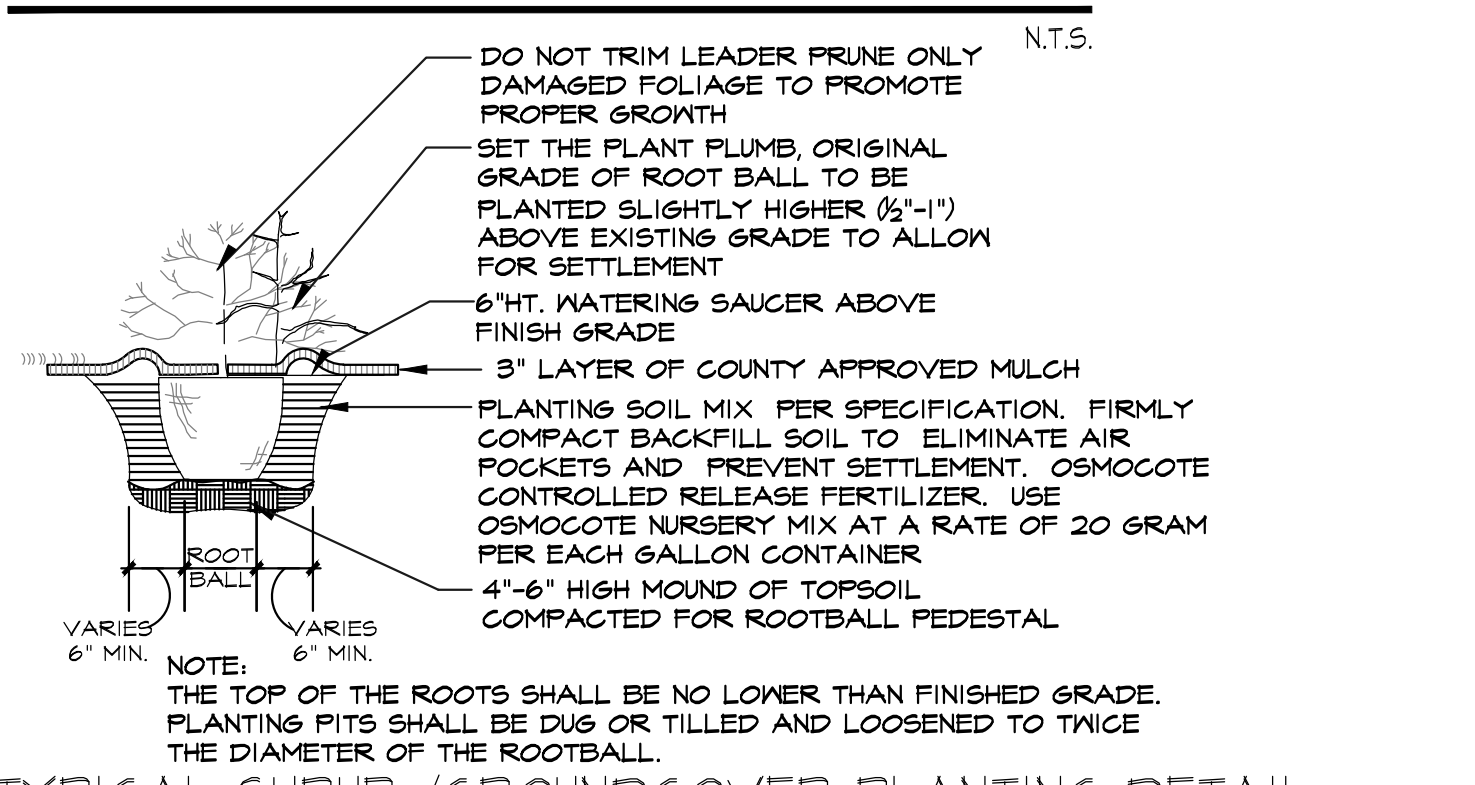 N.T.S.
DO NOT TRIM LEADER PRUNE ONLY
DAMAGED FOLIAGE TO PROMOTE
PROPER GROWTH
SET THE PLANT PLUMB, ORIGINAL
GRADE OF ROOT BALL TO BE
PLANTED SLIGHTLY HIGHER (½"-1")
ABOVE EXISTING GRADE TO ALLOW
FOR SETTLEMENT
6"HT. WATERING SAUCER ABOVE
FINISH GRADE
3" LAYER OF COUNTY APPROVED MULCH
PLANTING SOIL MIX PER SPECIFICATION. FIRMLY
COMPACT BACKFILL SOIL TO ELIMINATE AIR
POCKETS AND PREVENT SETTLEMENT. OSMOCOTE
CONTROLLED RELEASE FERTILIZER. USE
OSMOCOTE NURSERY MIX AT A RATE OF 20 GRAM
PER EACH GALLON CONTAINER
4"-6" HIGH MOUND OF TOPSOIL
COMPACTED FOR ROOTBALL PEDESTAL
ROOT
BALL
VARIES
6" MIN.
VARIES
6" MIN.
NOTE:
THE TOP OF THE ROOTS SHALL BE NO LOWER THAN FINISHED GRADE.
PLANTING PITS SHALL BE DUG OR TILLED AND LOOSENED TO TWICE
THE DIAMETER OF THE ROOTBALL.
TYPICAL SHRUB/GROUNDCOVER PLANTING DETAIL